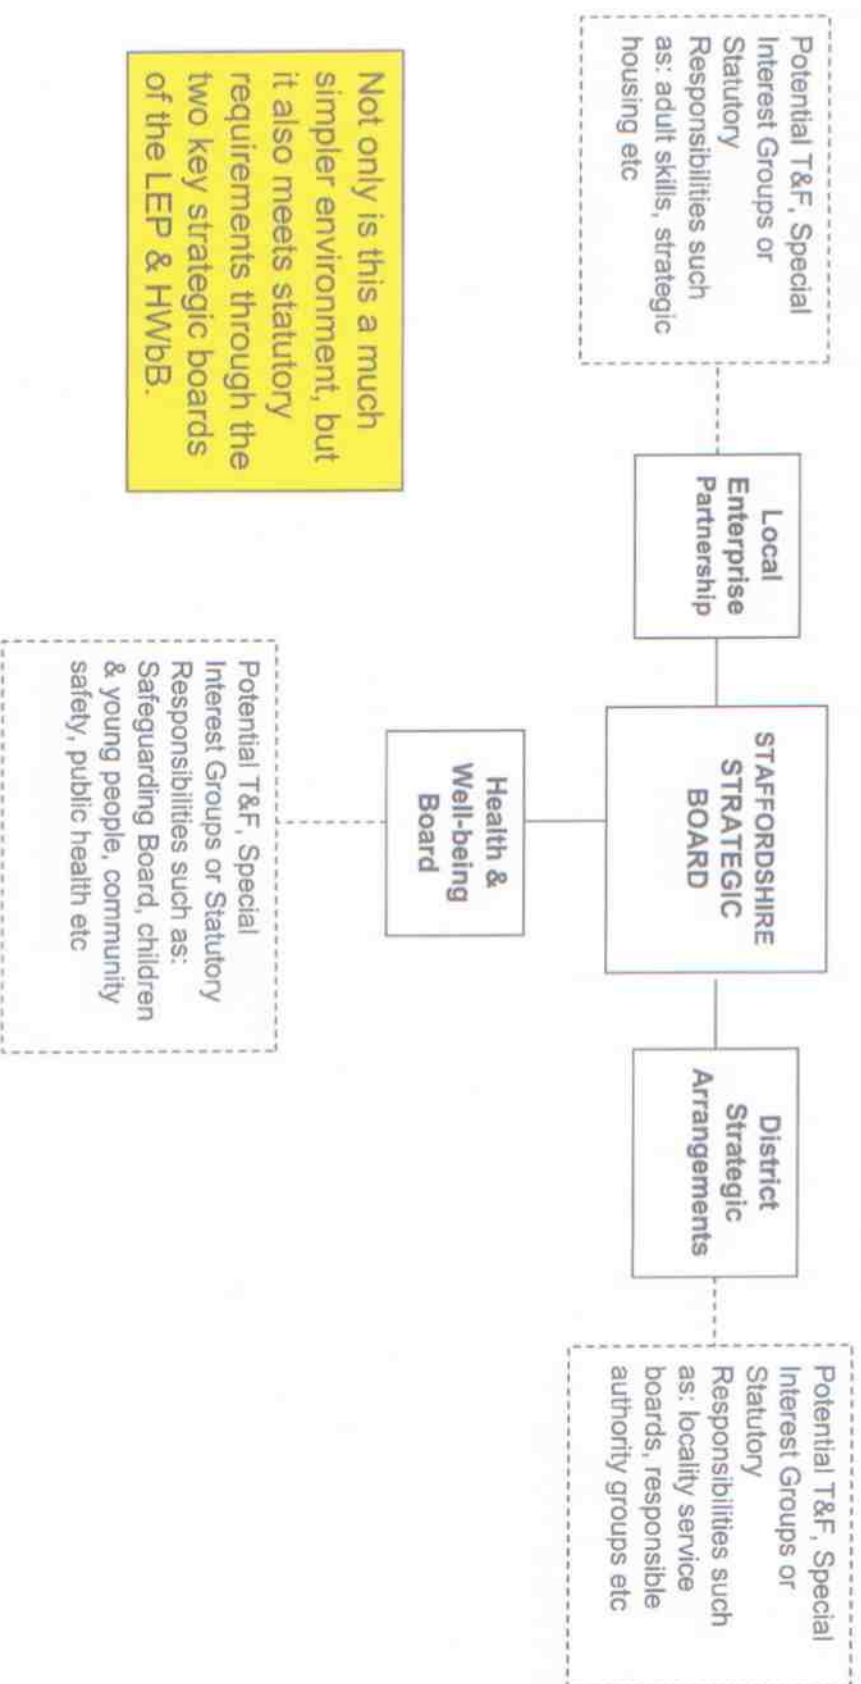 Potential T&F, Special
Interest Groups or
Statutory
Responsibilities such
as: adult skills, strategic
housing etc
Local
Enterprise
Partnership
STAFFORDSHIRE
STRATEGIC
BOARD
District
Strategic
Arrangements
Potential T&F, Special
Interest Groups or
Statutory
Responsibilities such
as: locality service
boards, responsible
authority groups etc
Health &
Well-being
Board
Not only is this a much
simpler environment, but
it also meets statutory
requirements through the
two key strategic boards
of the LEP & HWbB.
Potential T&F, Special
Interest Groups or Statutory
Responsibilities such as:
Safeguarding Board, children
& young people, community
safety, public health etc